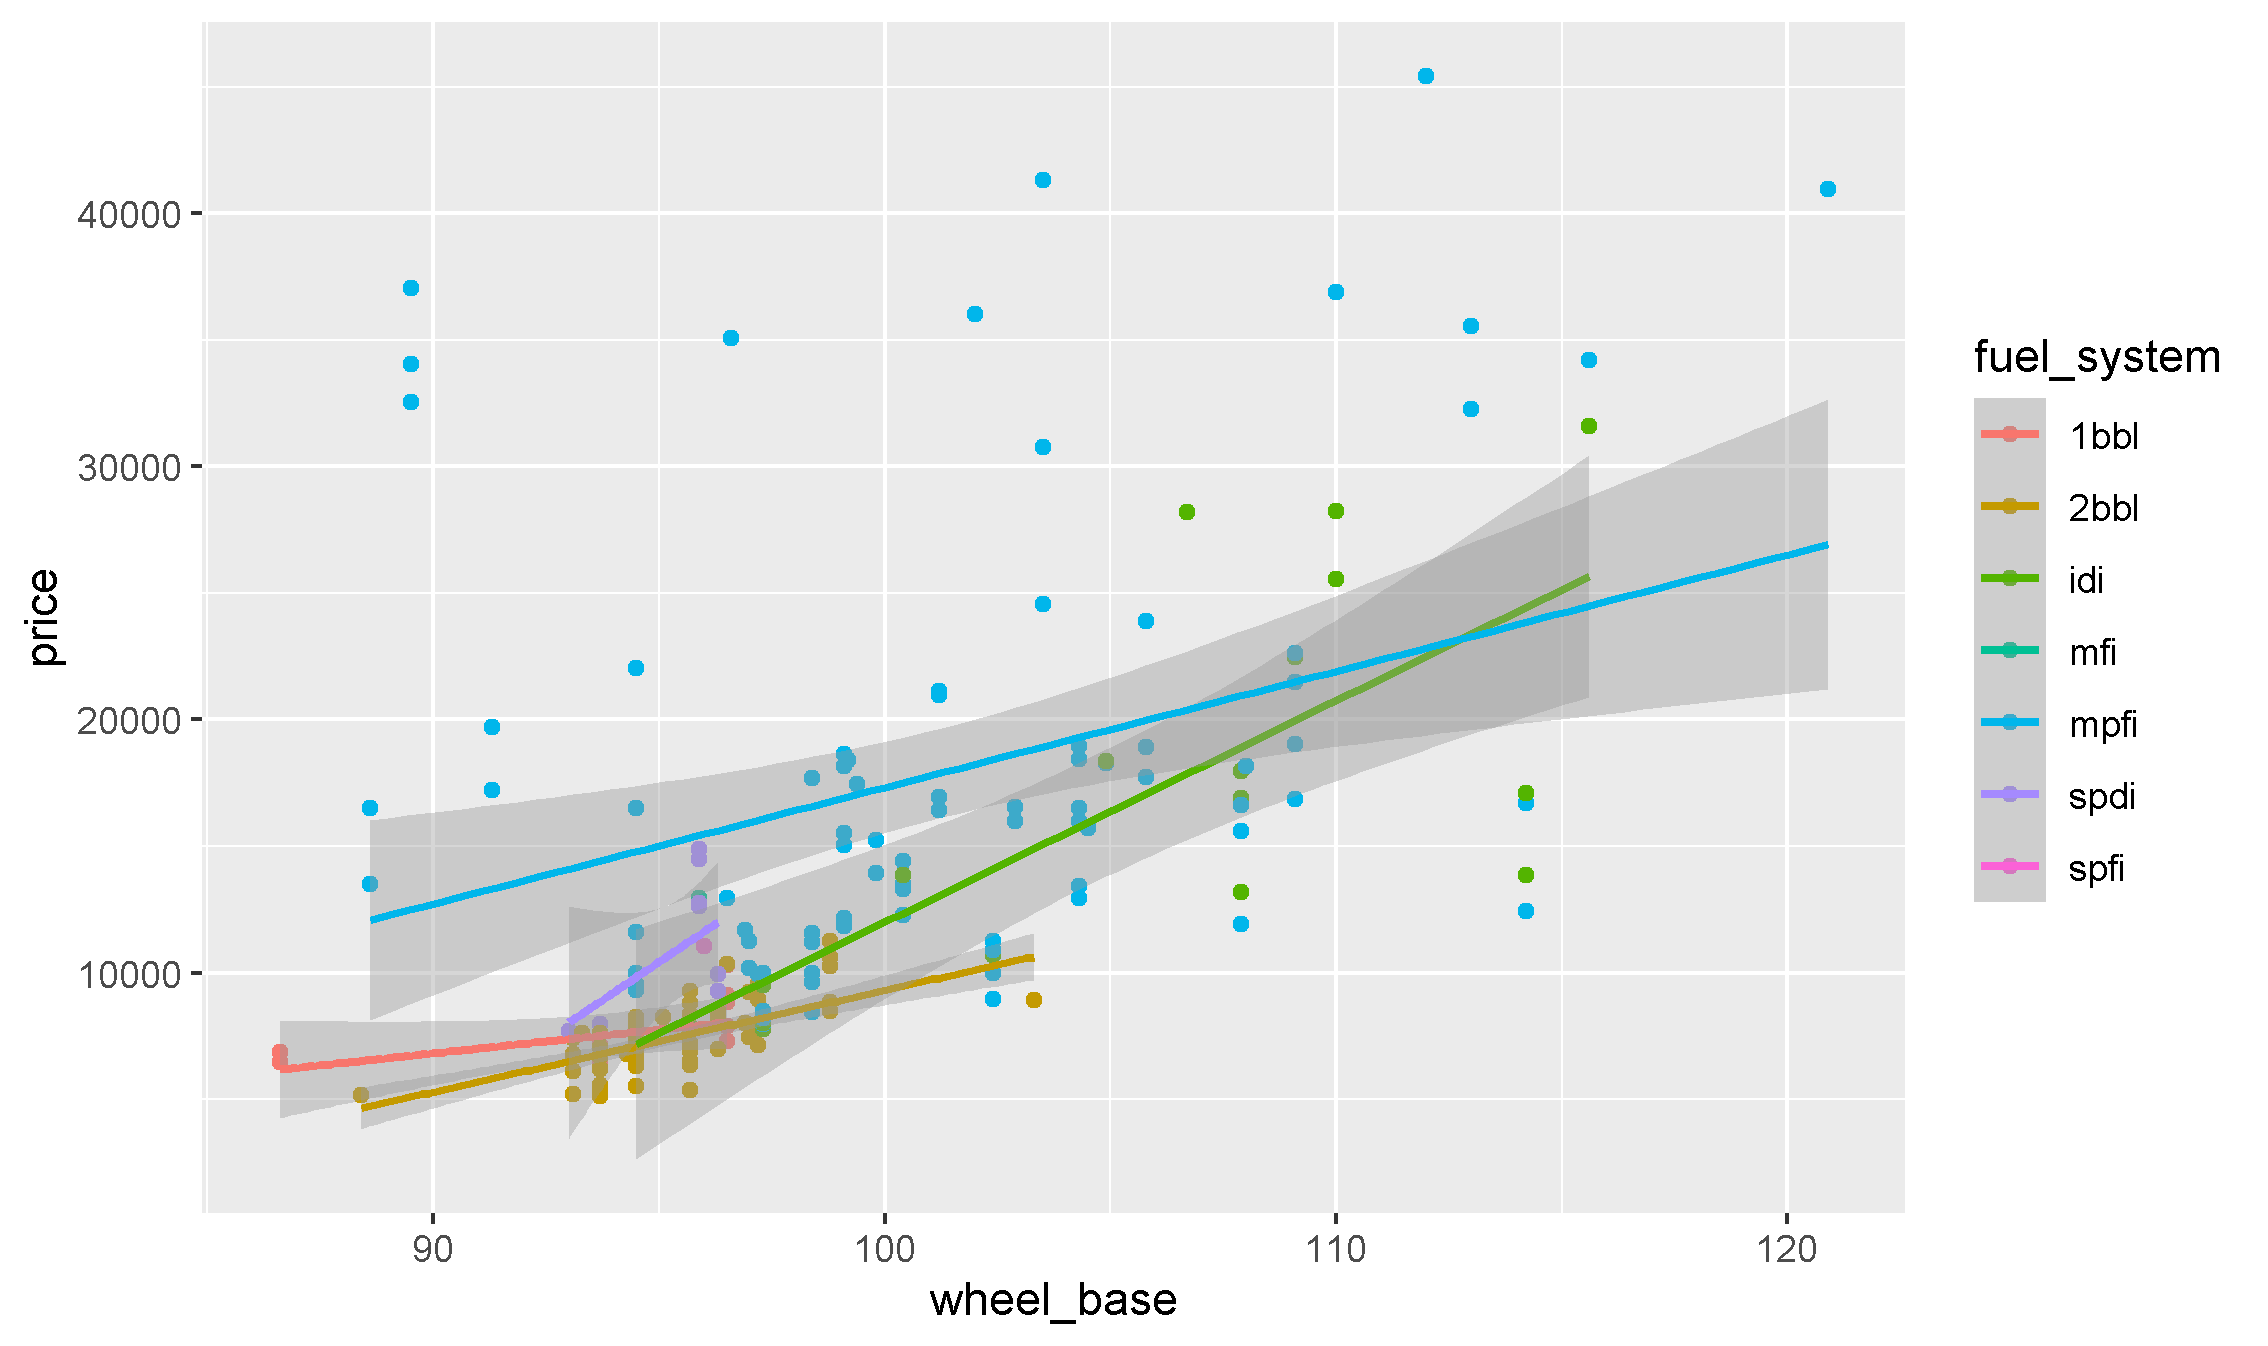 40000
30000
20000
10000
price
90
100
110
120
wheel_base
fuel_system
1bbl
2bbl
idi
mfi
mpfi
spdi
spfi